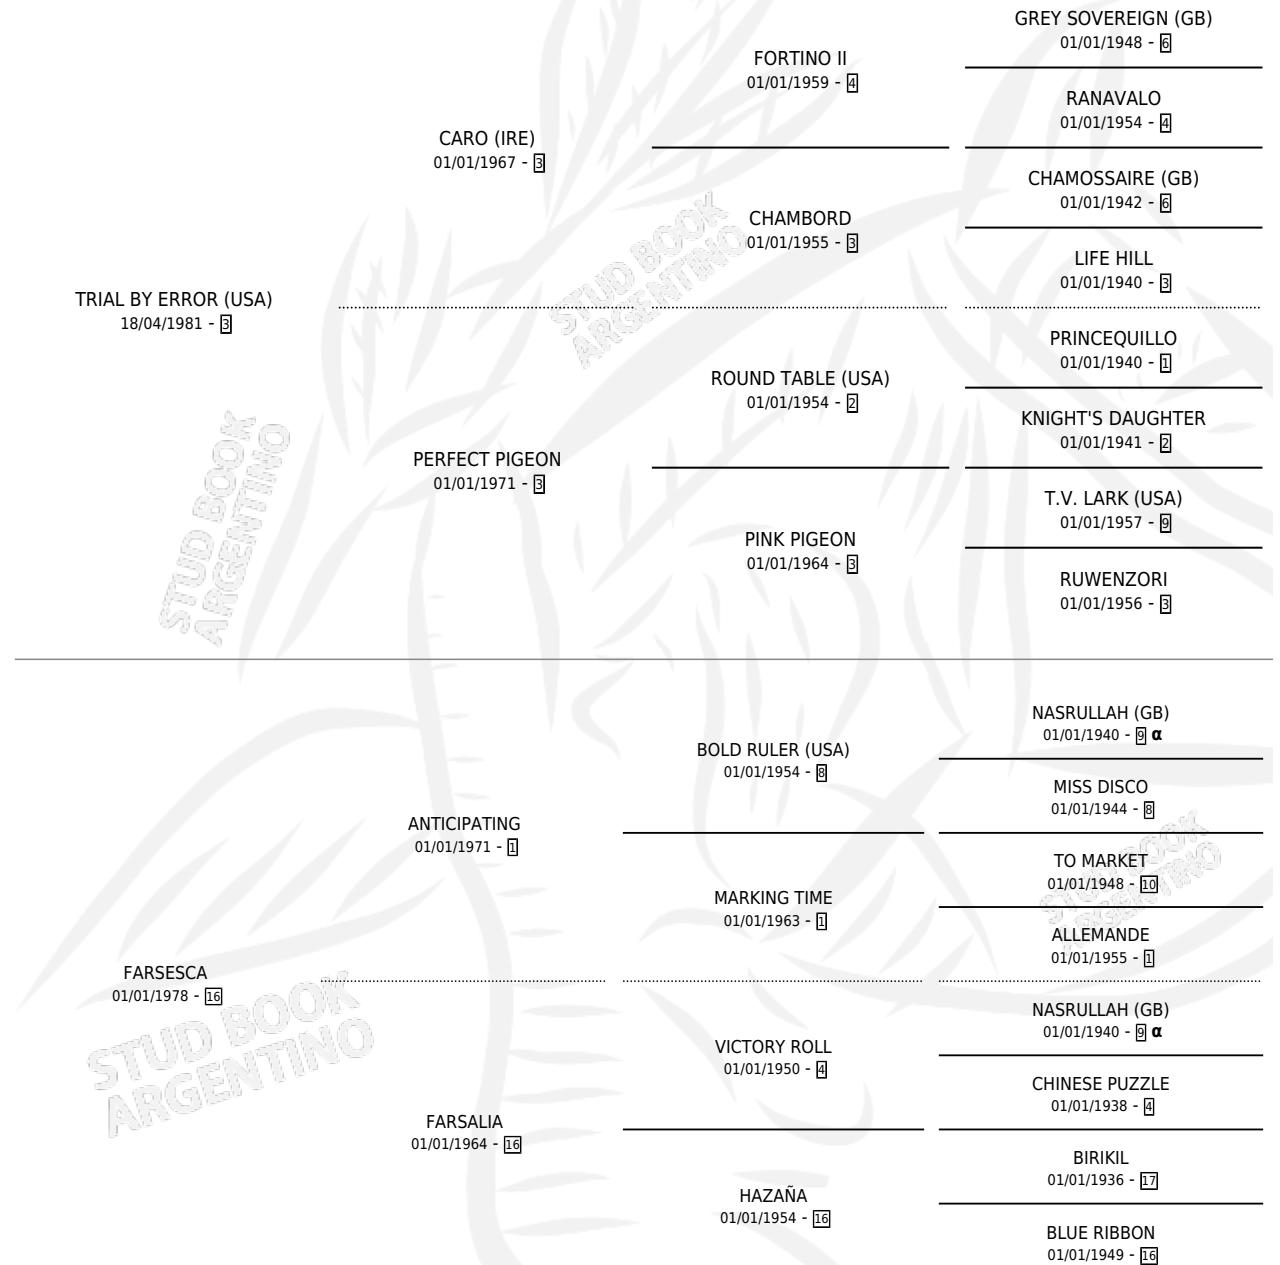 GREY SOVEREIGN (GB)
01/01/1948 - 6
FORTINO II
01/01/1959 - 4
RANAVALO
01/01/1954 - 4
CARO (IRE)
01/01/1967 - 3
CHAMOSSAIRE (GB)
01/01/1942 - 6
CHAMBORD
01/01/1955 - 3
LIFE HILL
01/01/1940 - 3
TRIAL BY ERROR (USA)
18/04/1981 - 3
PRINCEQUILLO
01/01/1940 - 1
ROUND TABLE (USA)
01/01/1954 - 2
KNIGHT'S DAUGHTER
01/01/1941 - 2
PERFECT PIGEON
01/01/1971 - 3
T.V. LARK (USA)
01/01/1957 - 9
PINK PIGEON
01/01/1964 - 3
RUWENZORI
01/01/1956 - 3
NASRULLAH (GB)
01/01/1940 - 9 α
BOLD RULER (USA)
01/01/1954 - 8
MISS DISCO
01/01/1944 - 8
ANTICIPATING
01/01/1971 - 1
TO MARKET
01/01/1948 - 10
MARKING TIME
01/01/1963 - 1
ALLEMANDE
01/01/1955 - 1
FARSESCA
01/01/1978 - 16
NASRULLAH (GB)
01/01/1940 - 9 α
VICTORY ROLL
01/01/1950 - 4
CHINESE PUZZLE
01/01/1938 - 4
FARSALIA
01/01/1964 - 16
BIRIKIL
01/01/1936 - 17
HAZAÑA
01/01/1954 - 16
BLUE RIBBON
01/01/1949 - 16
STUD BOOK
ARGENTINO
STUD BOOK
ARGENTINO
STUD BOOK
ARGENTINO
STUD BOOK
ARGENTINO